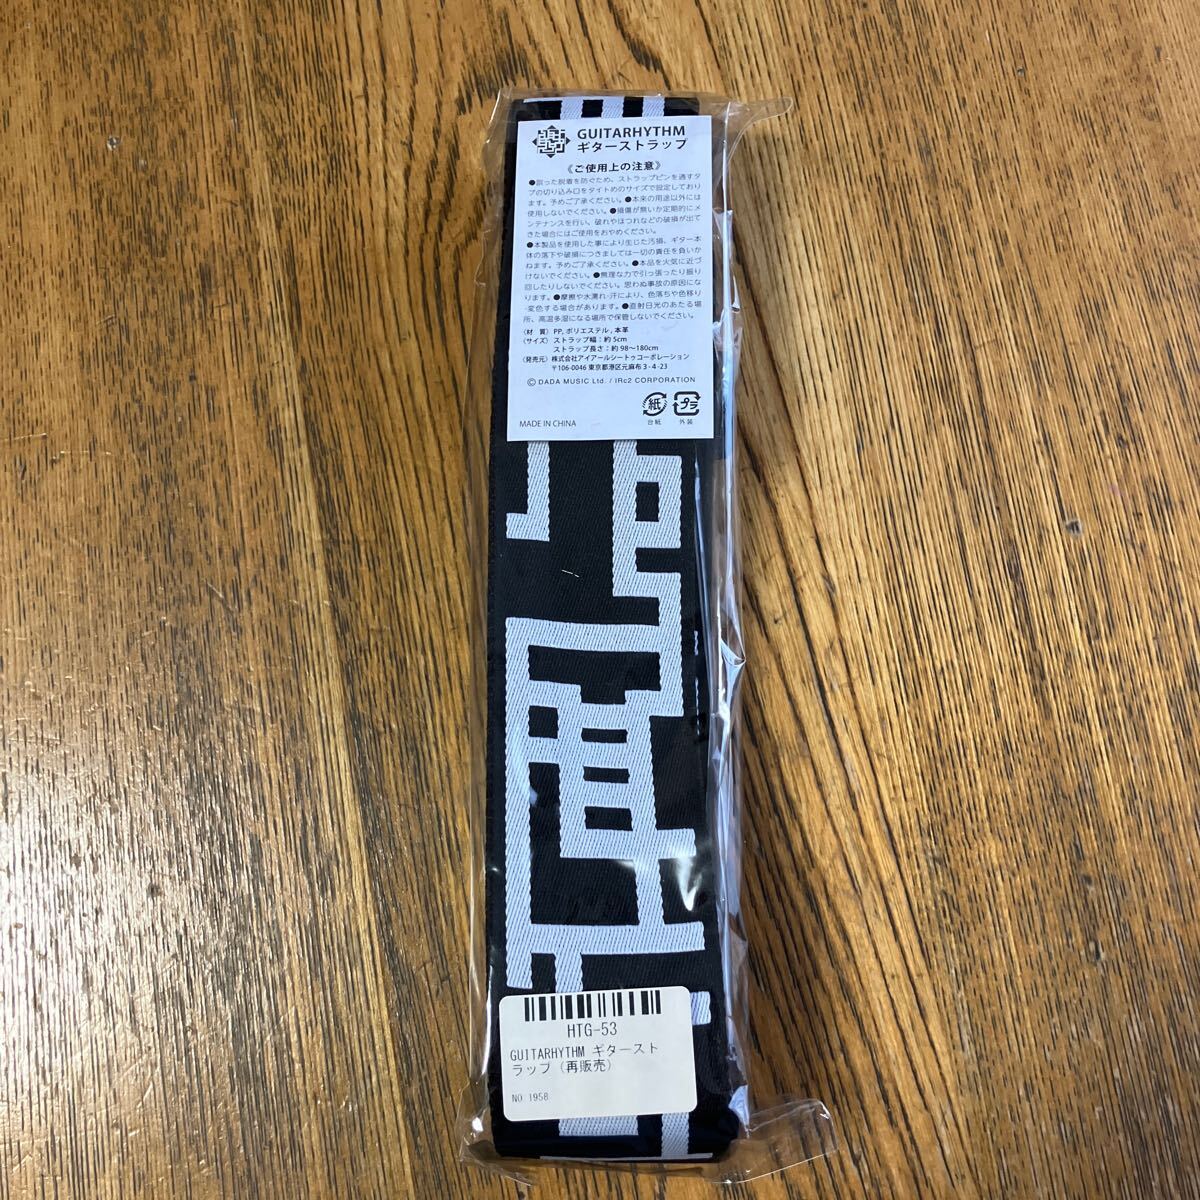 GUITARHYTHM
ギターストラップ
《ご使用上の注意》
●誤った脱着を防ぐため、ストラップピンを通すタ
ブの切り込み口をタイトめのサイズで設定しており
ます。予めご了承ください。●本来の用途以外には
使用しないでください。●損傷が無いか定期的にメ
ンテナンスを行い、破れやほつれなどの破損が出て
きた場合にはご使用をおやめください。
●本製品を使用した事により生じた汚損、ギター本
体の落下や破損につきましては一切の責任を負いか
ねます。予めご了承ください。●本品を火気に近づ
けないでください。●無理な力で引っ張ったり振り
回したりしないでください。思わぬ事故の原因にな
ります。●摩擦や水濡れ・汗により、色落ちや色移り
・変色する場合があります。●直射日光のあたる場
所、高温多湿になる場所で保管しないでください。
〈材 質〉 PP, ポリエステル , 本革
〈サイズ〉 ストラップ幅：約 5cm
ストラップ長さ：約 98〜180cm
〈発売元〉 株式会社アイアールシートゥコーポレーション
〒106-0046 東京都港区元麻布 3 - 4 -23
© DADA MUSIC Ltd. / IRc2 CORPORATION
紙 プラ
MADE IN CHINA 台紙 外装
HTG-53
GUITARHYTHM ギタースト
ラップ（再販売）
NO 1958